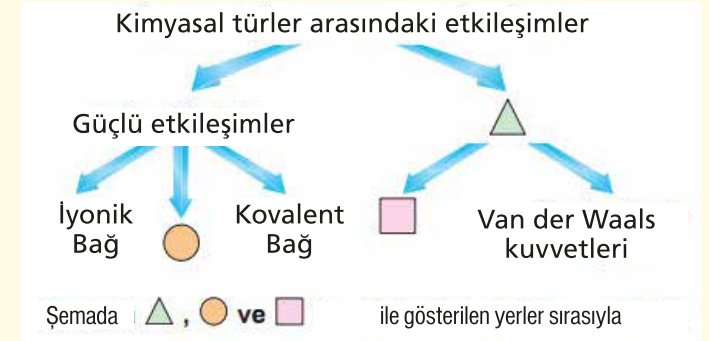 Kimyasal türler arasındaki etkileşimler
Güçlü etkileşimler
İyonik
Bağ
Kovalent
Bağ
Van der Waals
kuvvetleri
Şemada , ve ile gösterilen yerler sırasıyla